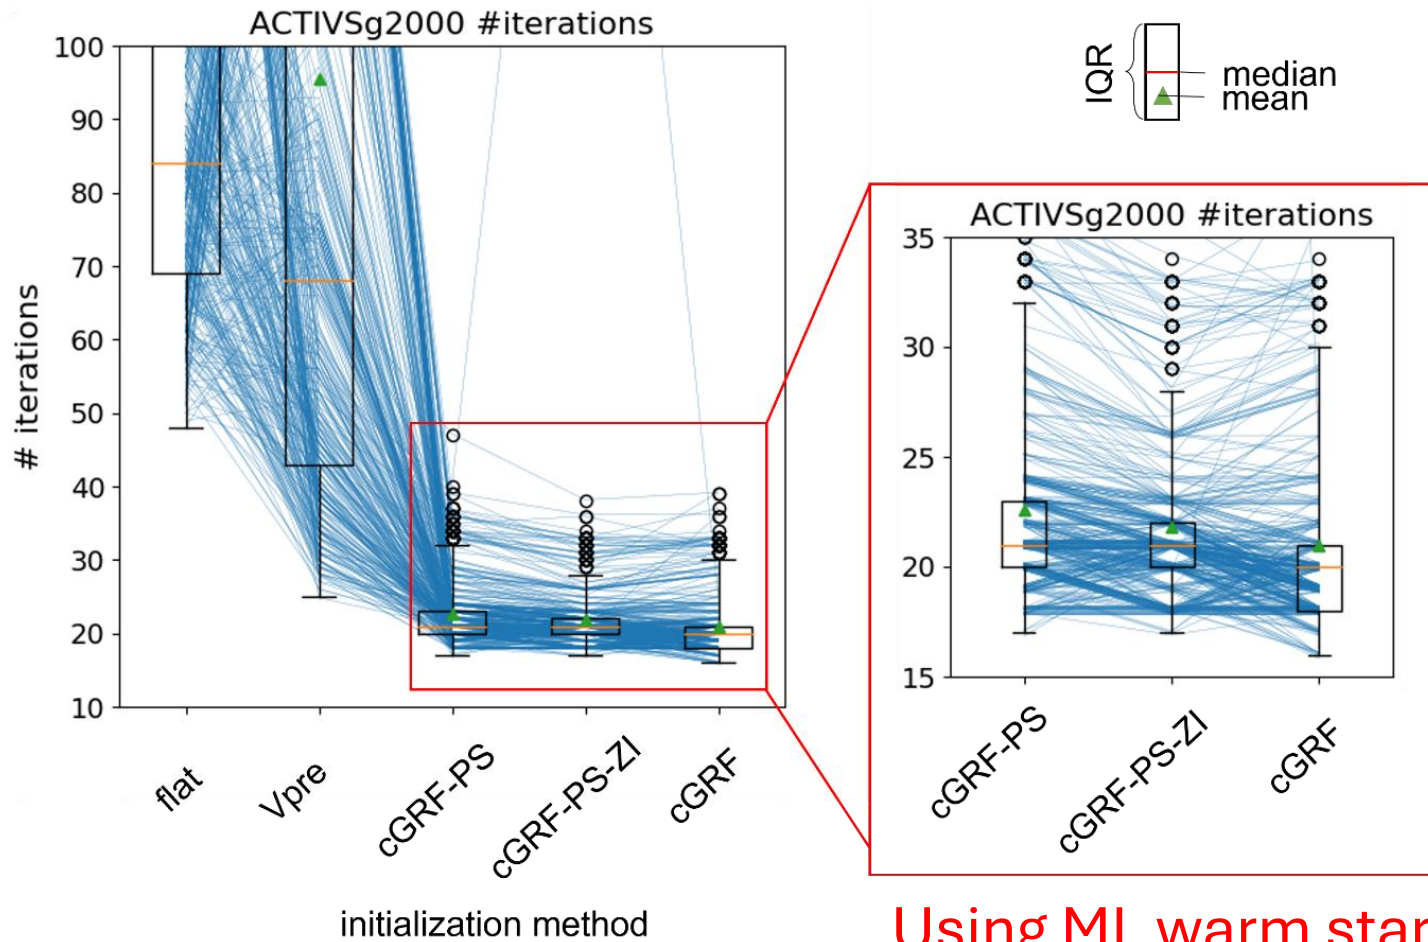 ACTIVSg2000 #iterations
100
90
80
70
60
50
40
30
20
10
# iterations
flat
Vpre
cGRF-PS
cGRF-PS-ZI
cGRF
initialization method
IQR
median
mean
ACTIVSg2000 #iterations
35
30
25
20
15
cGRF-PS
cGRF-PS-ZI
cGRF
Using ML warm star